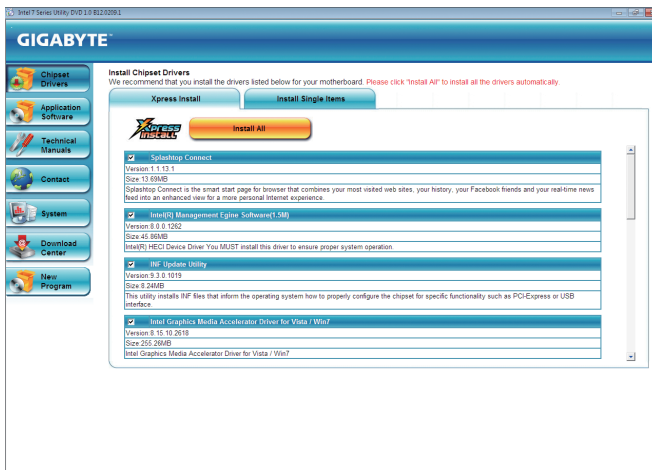 Intel 7 Series Utility DVD 1.0 B12.0209.1
GIGABYTE™
Chipset
Drivers
Application
Software
Technical
Manuals
Contact
System
Download
Center
New
Program
Install Chipset Drivers
We recommend that you install the drivers listed below for your motherboard. Please click "Install All" to install all the drivers automatically.
Xpress Install
Install Single Items
Xpress
INSTALL
Install All
Splashtop Connect
Version:1.1.13.1
Size:13.69MB
Splashtop Connect is the smart start page for browser that combines your most visited web sites, your history, your Facebook friends and your real-time news
feed into an enhanced view for a more personal Internet experience.
Intel(R) Management Egine Software(1.5M)
Version:8.0.0.1262
Size:45.86MB
Intel(R) HECI Device Driver You MUST install this driver to ensure proper system operation.
INF Update Utility
Version:9.3.0.1019
Size:8.24MB
This utility installs INF files that inform the operating system how to properly configure the chipset for specific functionality such as PCI-Express or USB
interface.
Intel Graphics Media Accelerator Driver for Vista / Win7
Version:8.15.10.2618
Size:255.26MB
Intel Graphics Media Accelerator Driver for Vista / Win7